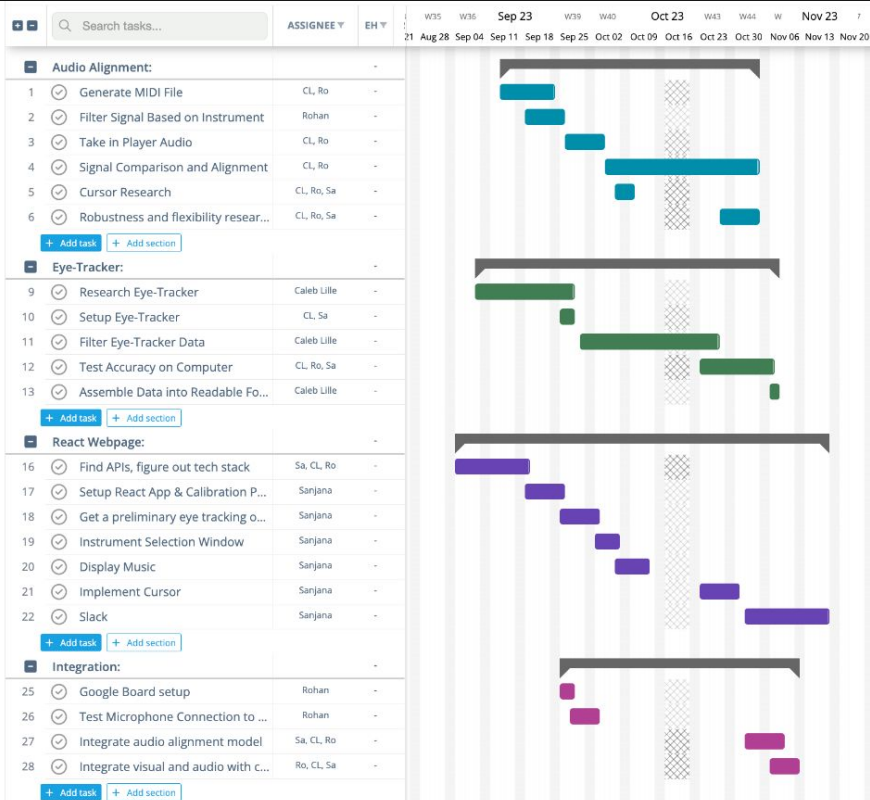 Search tasks...
ASSIGNEE
EH
W35 W36 Sep 23 W39 W40 Oct 23 W43 W44 W Nov 23
21 Aug 28 Sep 04 Sep 11 Sep 18 Sep 25 Oct 02 Oct 09 Oct 16 Oct 23 Oct 30 Nov 06 Nov 13 Nov 20
Audio Alignment: -
1 Generate MIDI File CL, Ro -
2 Filter Signal Based on Instrument Rohan -
3 Take in Player Audio CL, Ro -
4 Signal Comparison and Alignment CL, Ro -
5 Cursor Research CL, Ro, Sa -
6 Robustness and flexibility resear... CL, Ro, Sa -
+ Add task + Add section
Eye-Tracker: -
9 Research Eye-Tracker Caleb Lille -
10 Setup Eye-Tracker CL, Sa -
11 Filter Eye-Tracker Data Caleb Lille -
12 Test Accuracy on Computer CL, Ro, Sa -
13 Assemble Data into Readable Fo... Caleb Lille -
+ Add task + Add section
React Webpage: -
16 Find APIs, figure out tech stack Sa, CL, Ro -
17 Setup React App & Calibration P... Sanjana -
18 Get a preliminary eye tracking o... Sanjana -
19 Instrument Selection Window Sanjana -
20 Display Music Sanjana -
21 Implement Cursor Sanjana -
22 Slack Sanjana -
+ Add task + Add section
Integration: -
25 Google Board setup Rohan -
26 Test Microphone Connection to ... Rohan -
27 Integrate audio alignment model Sa, CL, Ro -
28 Integrate visual and audio with c... Ro, CL, Sa -
+ Add task + Add section